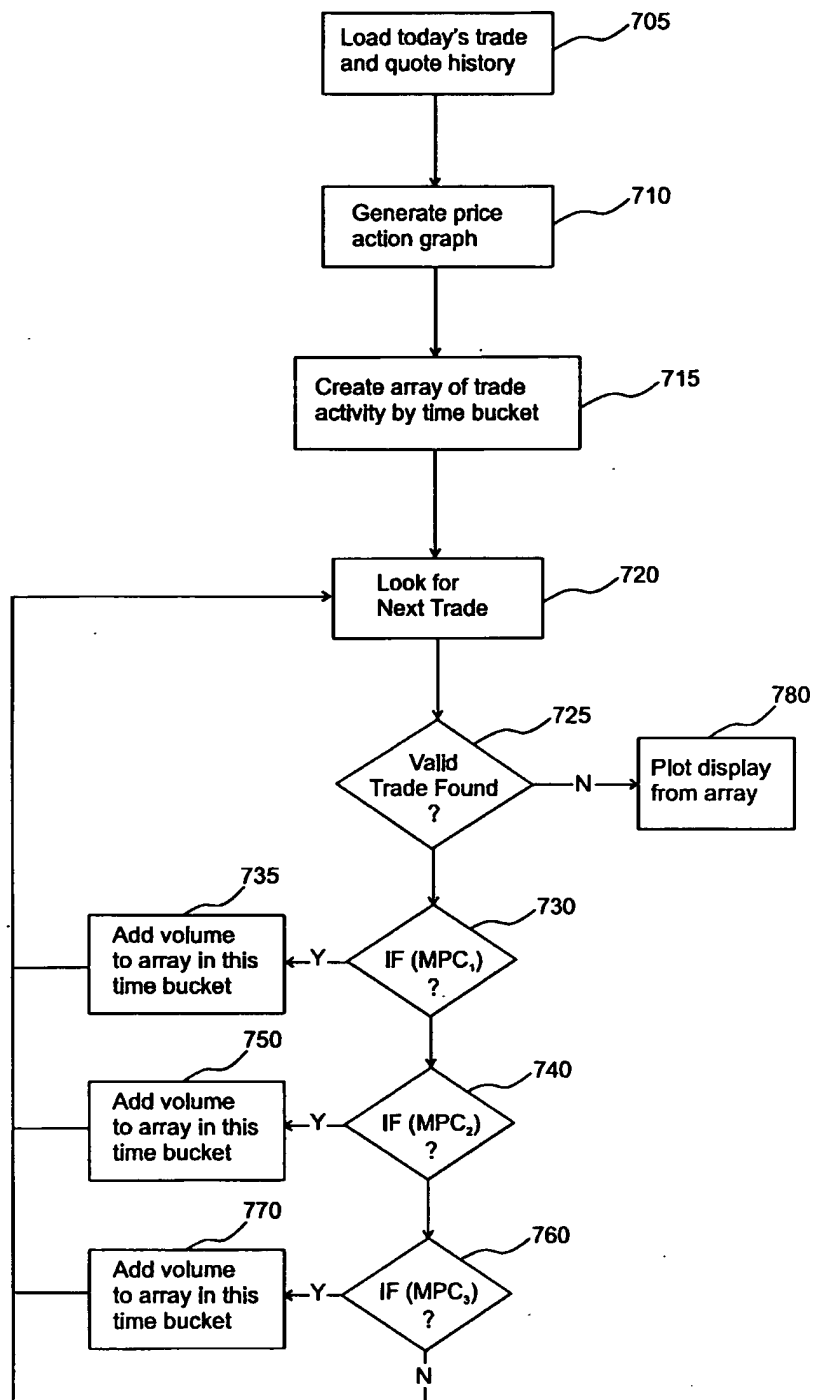 Load today's trade
and quote history
705
Generate price
action graph
710
Create array of trade
activity by time bucket
715
Look for
Next Trade
720
Valid
Trade Found
?
725
N
Plot display
from array
780
IF (MPC₁)
?
730
Y
Add volume
to array in this
time bucket
735
IF (MPC₂)
?
740
Y
Add volume
to array in this
time bucket
750
IF (MPC₃)
?
760
Y
Add volume
to array in this
time bucket
770
N